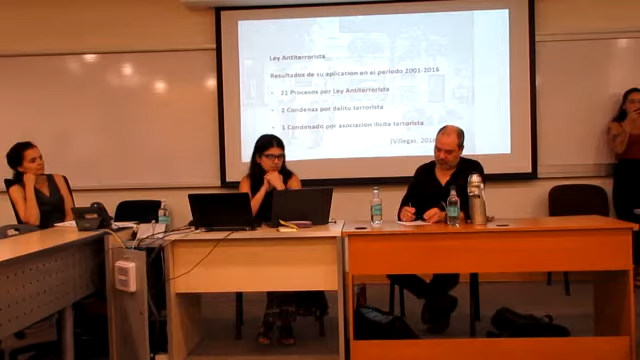 Ley Antiterrorista
Resultados de su aplicación en el periodo 2001-2016
• 21 Procesos por Ley Antiterrorista
• 2 Condenas por delito terrorista
• 1 Condenado por asociación ilícita terrorista
(Villegas, 2016